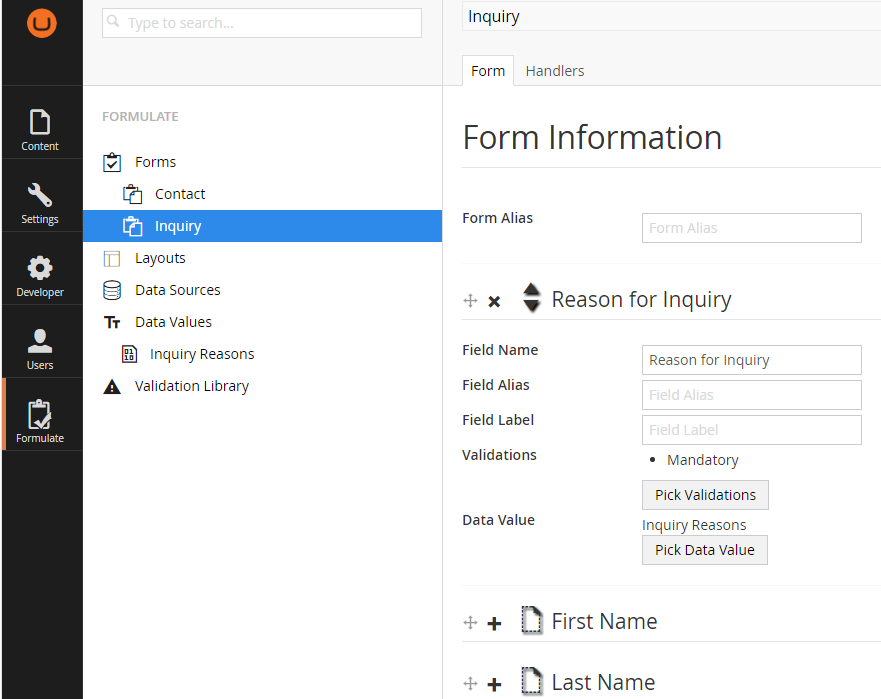 Type to search...
Content
Settings
Developer
Users
Formulate
FORMULATE
Forms
Contact
Inquiry
Layouts
Data Sources
Data Values
Inquiry Reasons
Validation Library
Inquiry
Form Handlers
Form Information
Form Alias Form Alias
Reason for Inquiry
Field Name Reason for Inquiry
Field Alias Field Alias
Field Label Field Label
Validations Mandatory
Pick Validations
Data Value Inquiry Reasons
Pick Data Value
First Name
Last Name